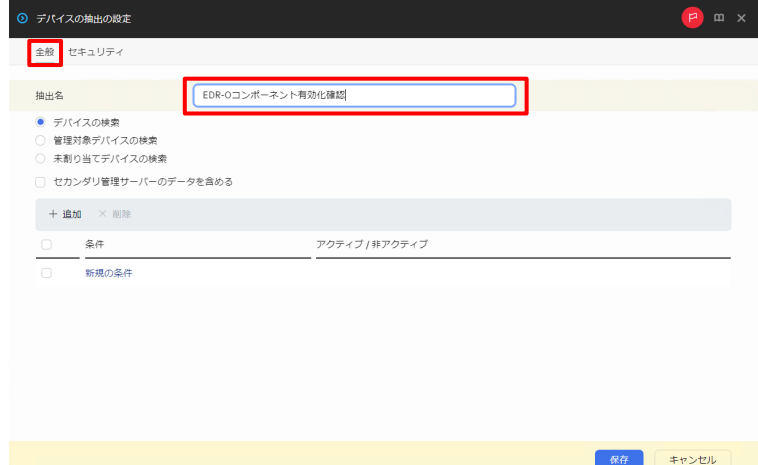 デバイスの抽出の設定
全般 セキュリティ
抽出名 EDR-Oコンポーネント有効化確認
デバイスの検索
管理対象デバイスの検索
未割り当てデバイスの検索
セカンダリ管理サーバーのデータを含める
+ 追加 × 削除
条件 アクティブ / 非アクティブ
新規の条件
保存 キャンセル